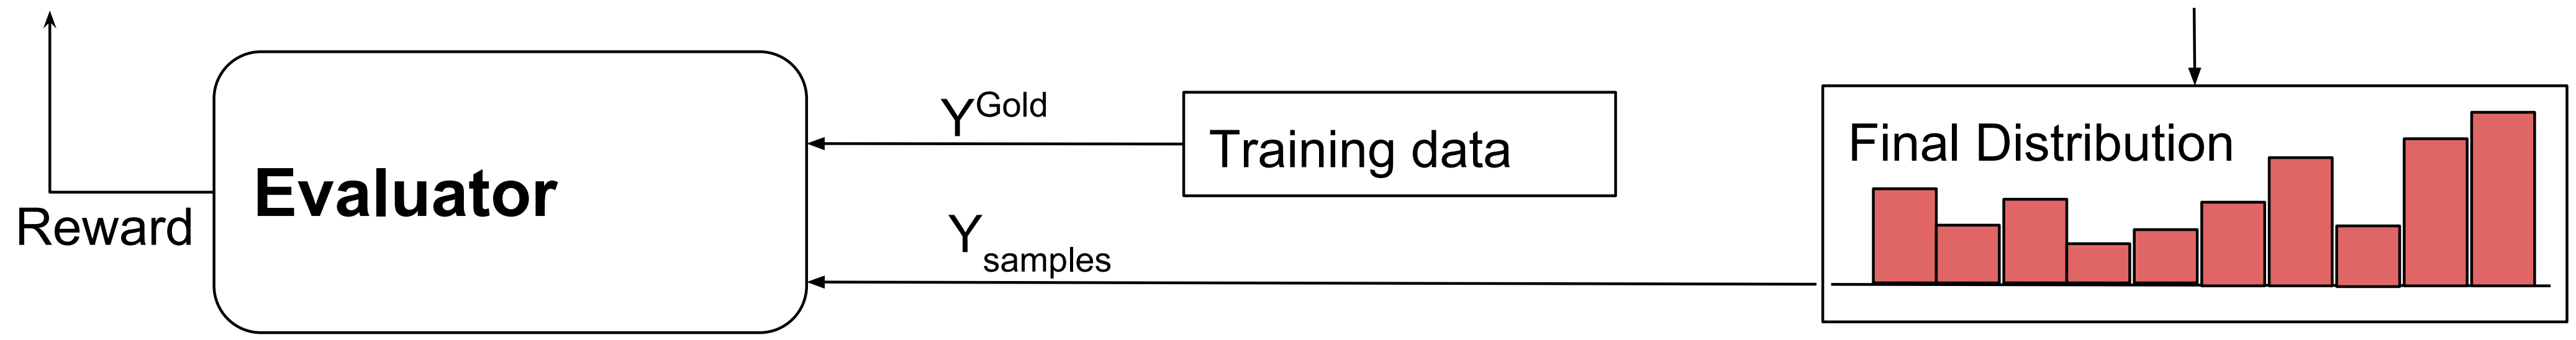 Reward
Evaluator
Y^Gold
Training data
Y_samples
Final Distribution